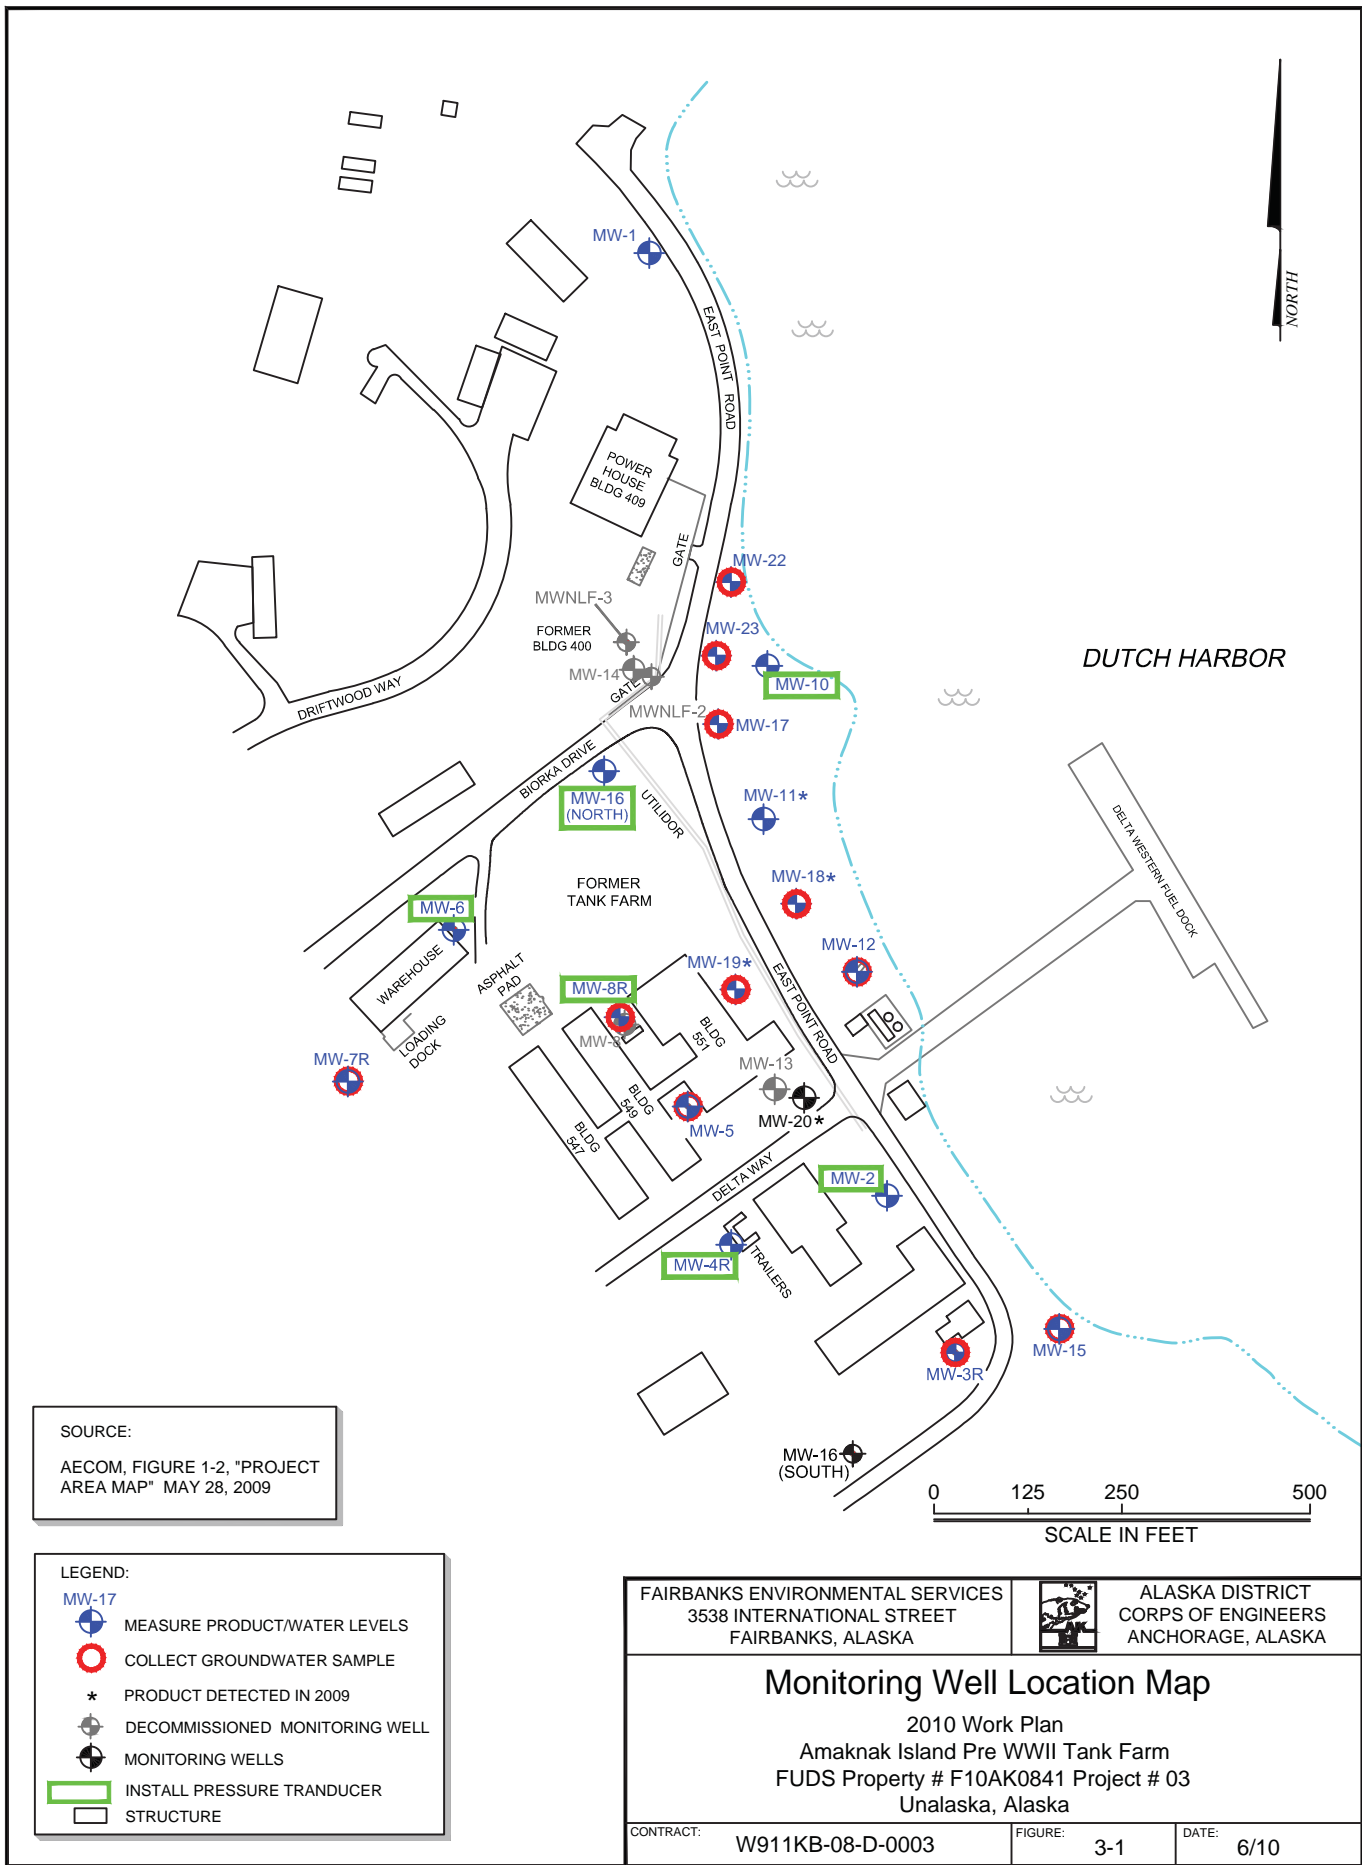 MW-1
NORTH
EAST POINT ROAD
POWER
HOUSE
BLDG 409
GATE
MW-22
MWNLF-3
MW-23
FORMER
BLDG 400
DUTCH HARBOR
MW-14
MW-10
GATE
DRIFTWOOD WAY
MWNLF-2
MW-17
BIORKA DRIVE
MW-16
(NORTH)
UTILIDOR
MW-11*
DELTA WESTERN FUEL DOCK
MW-18*
FORMER
TANK FARM
MW-6
MW-12
WAREHOUSE
ASPHALT
PAD
MW-19*
MW-8R
EAST POINT ROAD
LOADING
DOCK
MW-8
BLDG
551
MW-7R
MW-13
BLDG
549
MW-20*
BLDG
547
MW-5
DELTA WAY
MW-2
MW-4R
TRAILERS
MW-15
MW-3R
MW-16
(SOUTH)
0 125 250 500
SCALE IN FEET
SOURCE:
AECOM, FIGURE 1-2, "PROJECT
AREA MAP" MAY 28, 2009
LEGEND:
MW-17
MEASURE PRODUCT/WATER LEVELS
COLLECT GROUNDWATER SAMPLE
* PRODUCT DETECTED IN 2009
DECOMMISSIONED MONITORING WELL
MONITORING WELLS
INSTALL PRESSURE TRANDUCER
STRUCTURE
FAIRBANKS ENVIRONMENTAL SERVICES
3538 INTERNATIONAL STREET
FAIRBANKS, ALASKA
AK
ALASKA DISTRICT
CORPS OF ENGINEERS
ANCHORAGE, ALASKA
Monitoring Well Location Map
2010 Work Plan
Amaknak Island Pre WWII Tank Farm
FUDS Property # F10AK0841 Project # 03
Unalaska, Alaska
CONTRACT: W911KB-08-D-0003
FIGURE: 3-1
DATE: 6/10